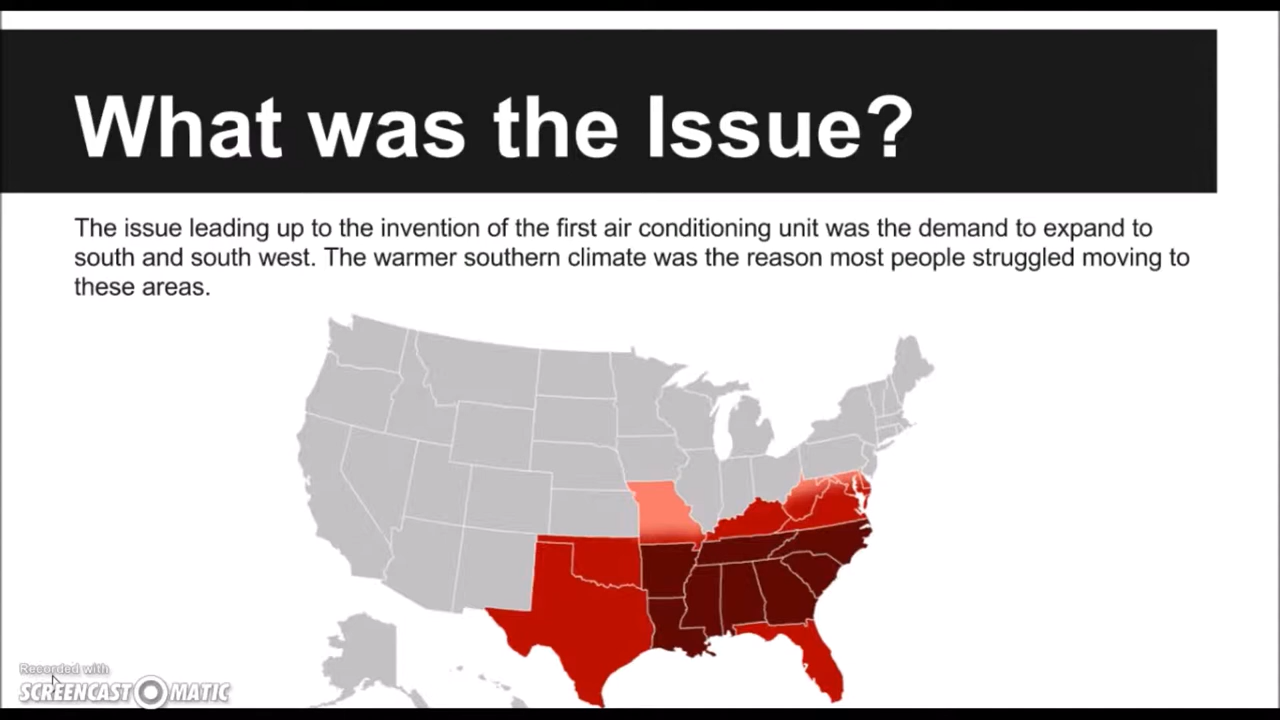 What was the Issue?
The issue leading up to the invention of the first air conditioning unit was the demand to expand to
south and south west. The warmer southern climate was the reason most people struggled moving to
these areas.
Recorded with
SCREENCAST O MATIC